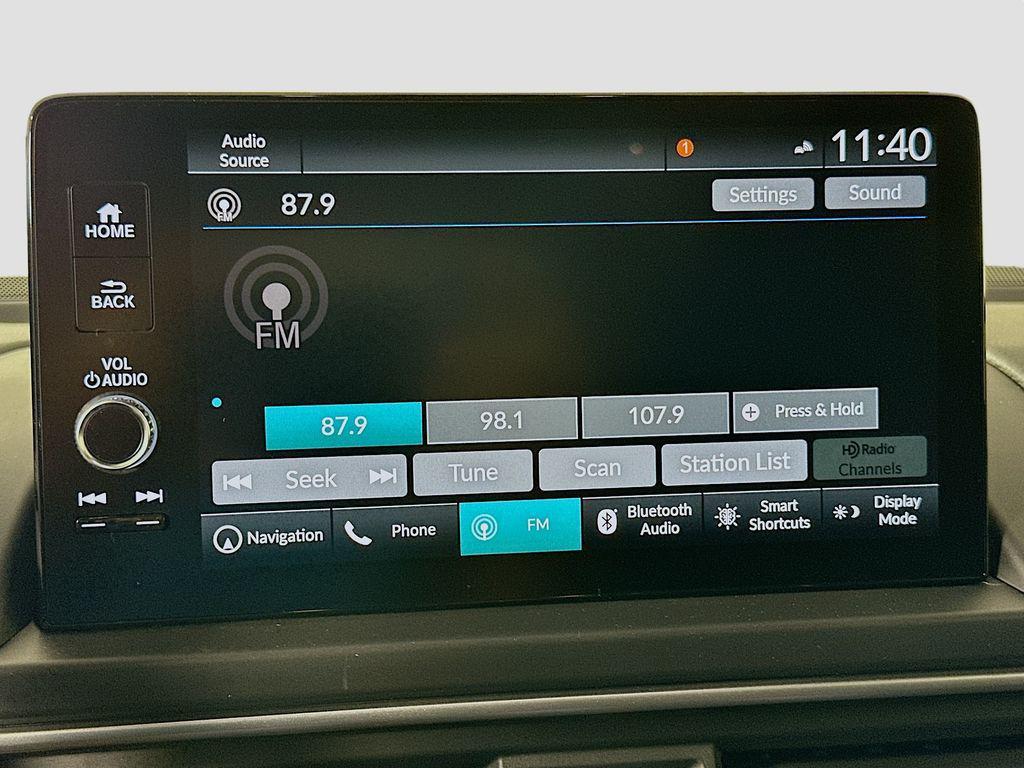 Audio
Source
1
11:40
FM
87.9
Settings
Sound
HOME
BACK
FM
VOL
AUDIO
87.9
98.1
107.9
Press & Hold
Seek
Tune
Scan
Station List
HD Radio
Channels
Navigation
Phone
FM
Bluetooth
Audio
Smart
Shortcuts
Display
Mode